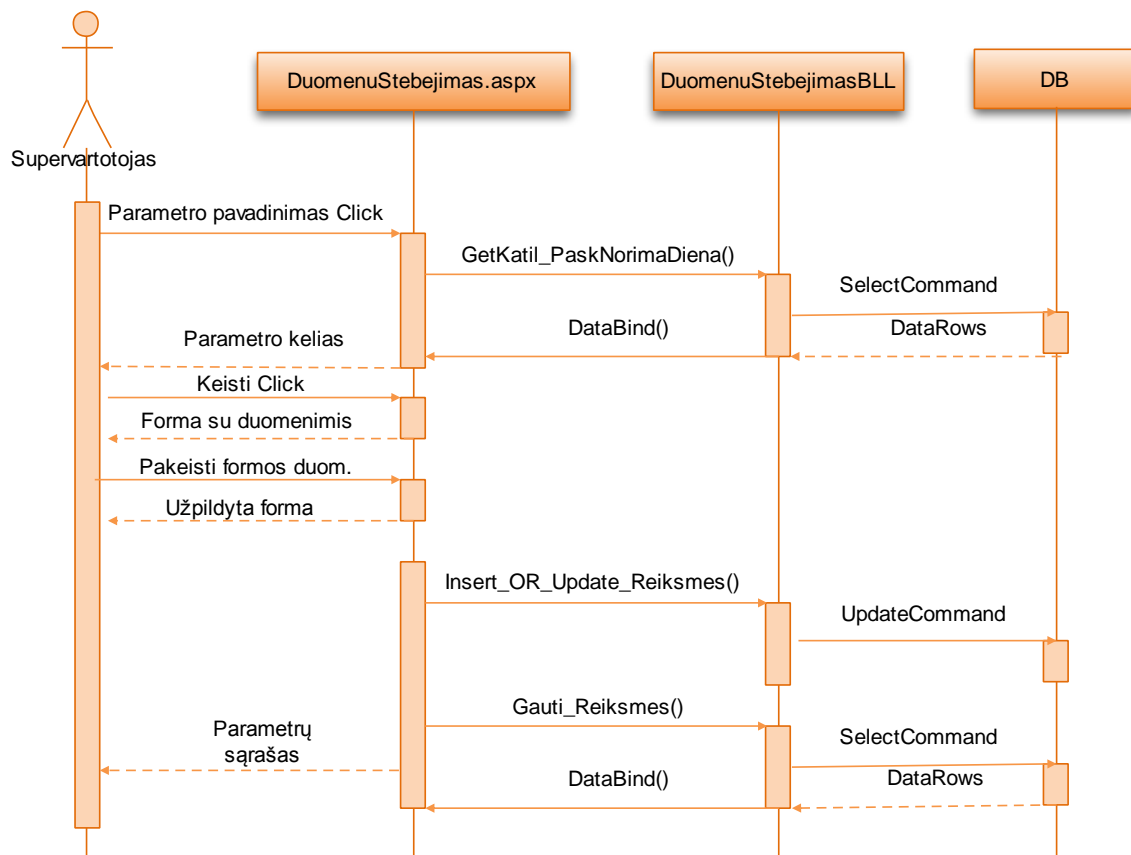 DuomenuStebejimas.aspx
DuomenuStebejimasBLL
DB
Supervartotojas
Parametro pavadinimas Click
GetKatil_PaskNorimaDiena()
SelectCommand
DataBind()
DataRows
Parametro kelias
Keisti Click
Forma su duomenimis
Pakeisti formos duom.
Užpildyta forma
Insert_OR_Update_Reiksmes()
UpdateCommand
Gauti_Reiksmes()
Parametrų
sąrašas
SelectCommand
DataBind()
DataRows